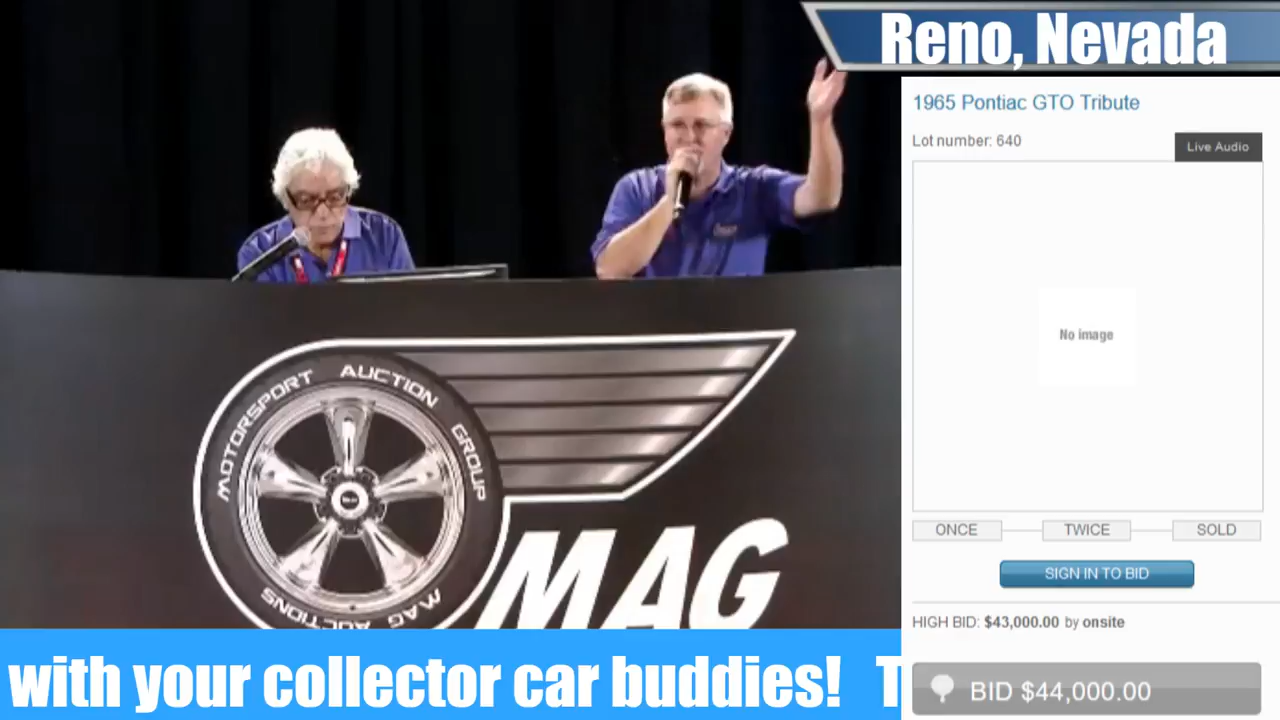 Reno, Nevada
1965 Pontiac GTO Tribute
Lot number: 640
Live Audio
No image
ONCE
TWICE
SOLD
SIGN IN TO BID
HIGH BID: $43,000.00 by onsite
BID $44,000.00
MOTORSPORT AUCTION GROUP
MAG AUCTIONS
MAG
with your collector car buddies! T